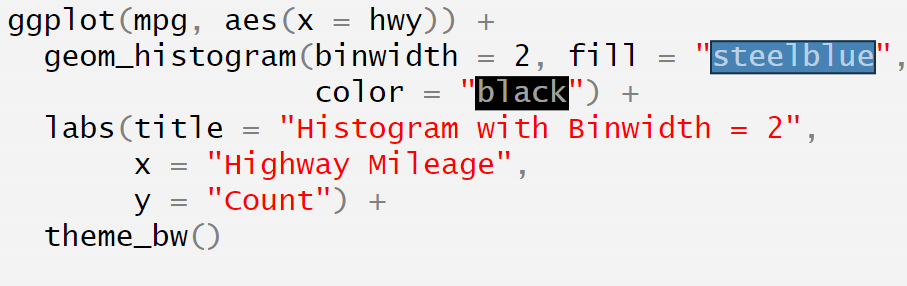 ggplot(mpg, aes(x = hwy)) +
  geom_histogram(binwidth = 2, fill = "steelblue",
                 color = "black") +
  labs(title = "Histogram with Binwidth = 2",
       x = "Highway Mileage",
       y = "Count") +
  theme_bw()